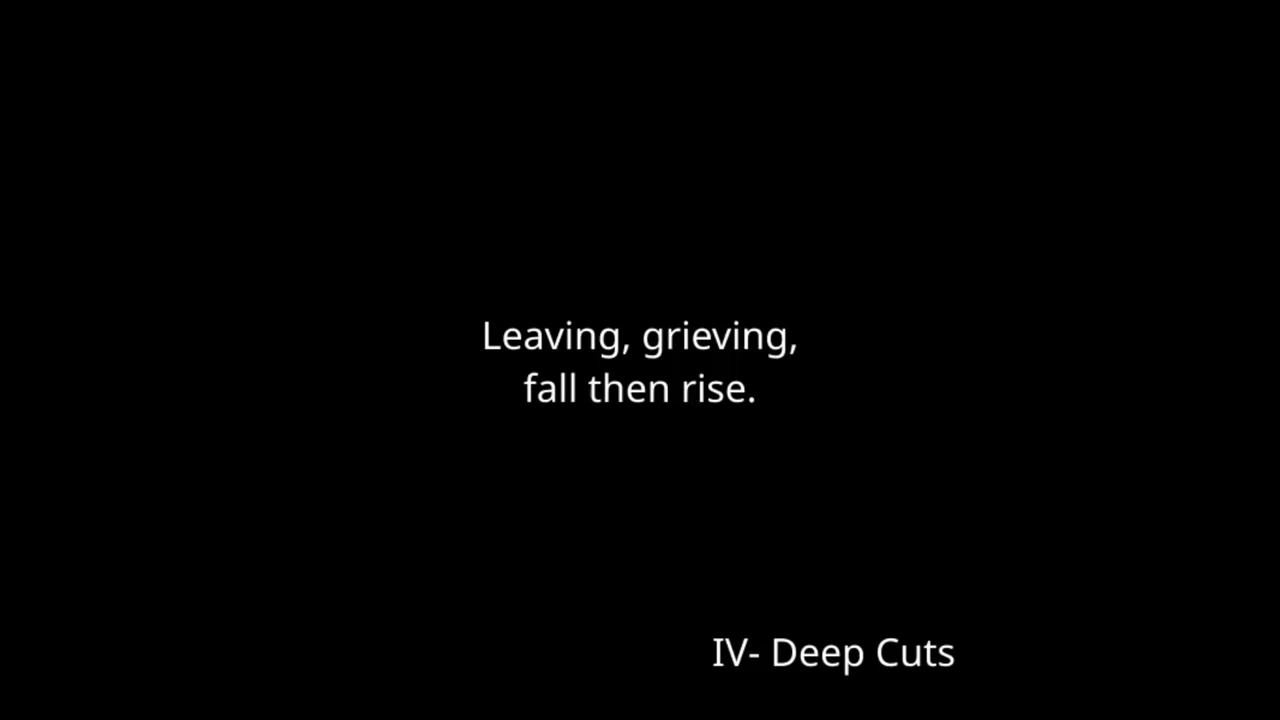 Leaving, grieving,
fall then rise.
IV- Deep Cuts